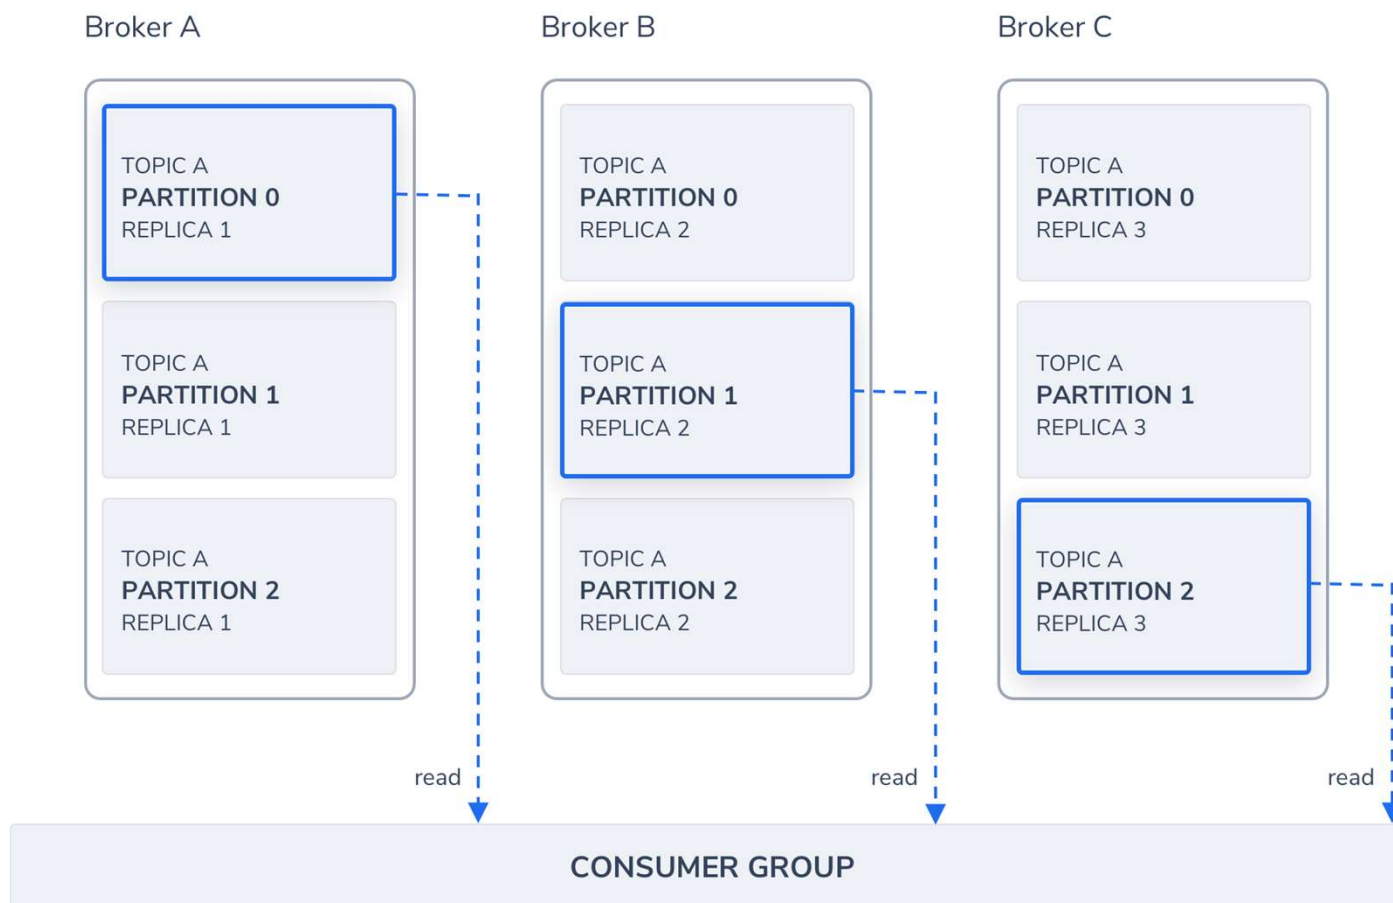 Broker A
TOPIC A
PARTITION 0
REPLICA 1
TOPIC A
PARTITION 1
REPLICA 1
TOPIC A
PARTITION 2
REPLICA 1
read
Broker B
TOPIC A
PARTITION 0
REPLICA 2
TOPIC A
PARTITION 1
REPLICA 2
TOPIC A
PARTITION 2
REPLICA 2
read
Broker C
TOPIC A
PARTITION 0
REPLICA 3
TOPIC A
PARTITION 1
REPLICA 3
TOPIC A
PARTITION 2
REPLICA 3
read
CONSUMER GROUP